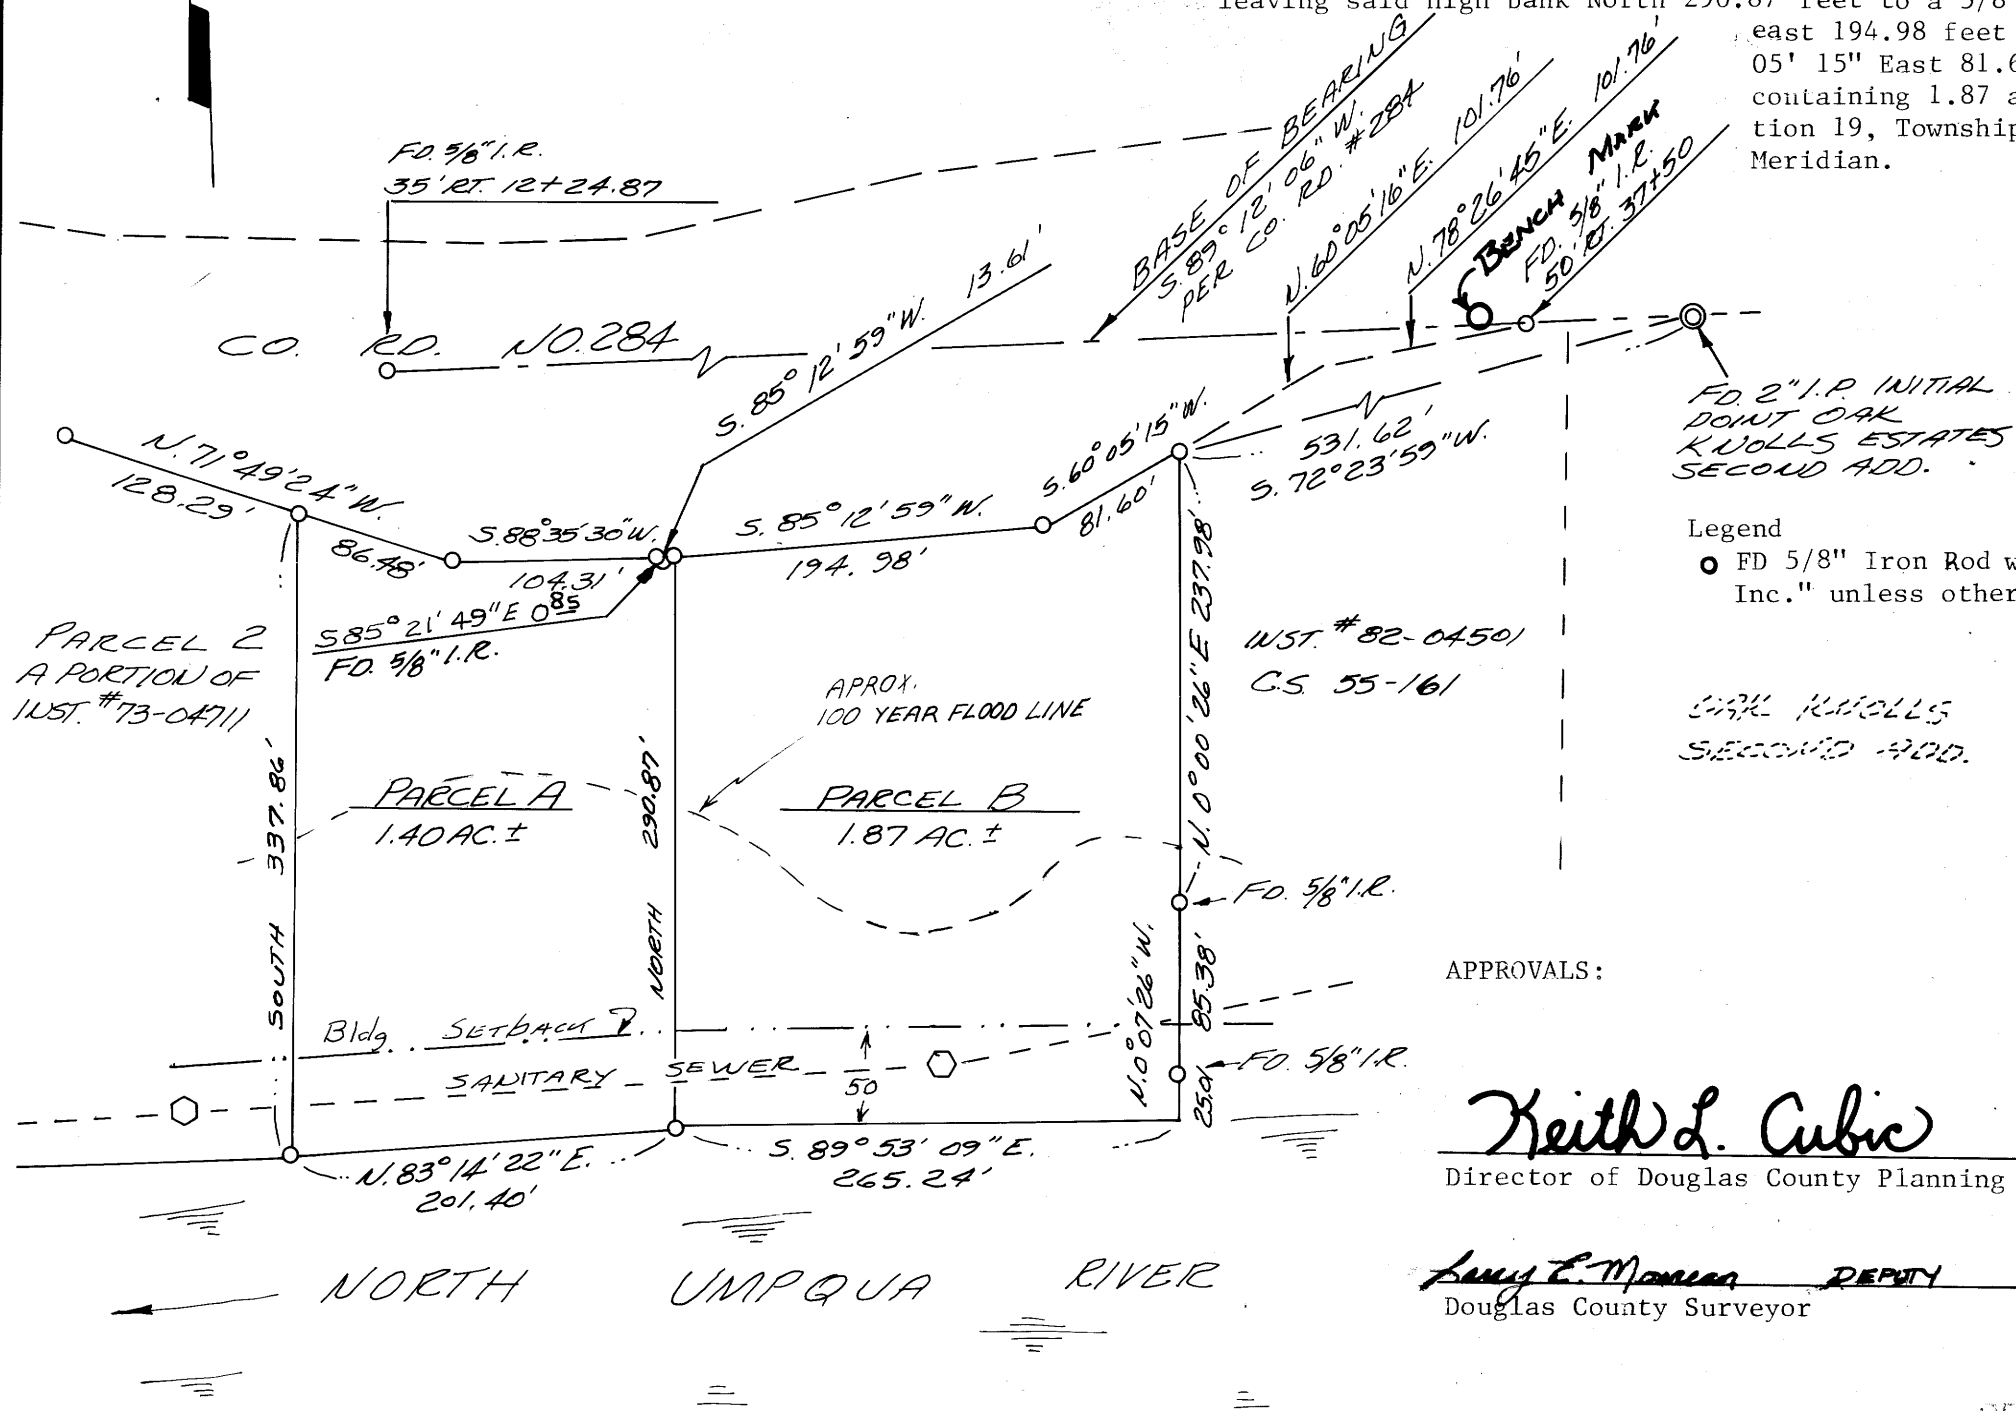 leaving said high bank North 290.87 feet to a 5/8
east 194.98 feet
05' 15" East 81.6
containing 1.87 a
tion 19, Township
Meridian.
FD. 5/8" I.R.
35' RT. 12+24.87
BASE OF BEARING
S. 89° 12' 06" W.
PER CO. RD. #284
N. 60° 05' 16" E. 101.76'
N. 78° 26' 45" E. 101.76'
BENCH MARK
FD. 5/8" I.R.
50' RT. 37+50
S. 85° 12' 59" W. 13.61'
CO. RD. NO. 284
FD. 2" I.P. INITIAL
POINT OAK
KNOLLS ESTATES
SECOND ADD.
N. 71° 49' 24" W.
128.29'
86.48'
S. 88° 35' 30" W.
104.31'
S. 85° 12' 59" W.
194.98'
S. 60° 05' 15" W.
81.60'
531.62'
S. 72° 23' 59" W.
S 85° 21' 49" E 0.85
FD. 5/8" I.R.
Legend
FD 5/8" Iron Rod w
Inc." unless other
PARCEL 2
A PORTION OF
INST. #73-04711
N. 0° 00' 26" E 237.98'
INST. #82-04501
C.S. 55-161
OAK KNOLLS
SECOND ADD.
APROX.
100 YEAR FLOOD LINE
SOUTH 337.86'
PARCEL A
1.40 AC. ±
NORTH 290.87'
PARCEL B
1.87 AC. ±
FD. 5/8" I.R.
N. 0° 07' 26" W. 85.38'
APPROVALS:
Bldg. SETBACK
SANITARY SEWER
50
FD. 5/8" I.R.
25.01
N. 83° 14' 22" E.
201.40'
S. 89° 53' 09" E.
265.24'
Keith L. Cubic
Director of Douglas County Planning
NORTH UMPQUA RIVER
Larry E. DEPUTY
Douglas County Surveyor